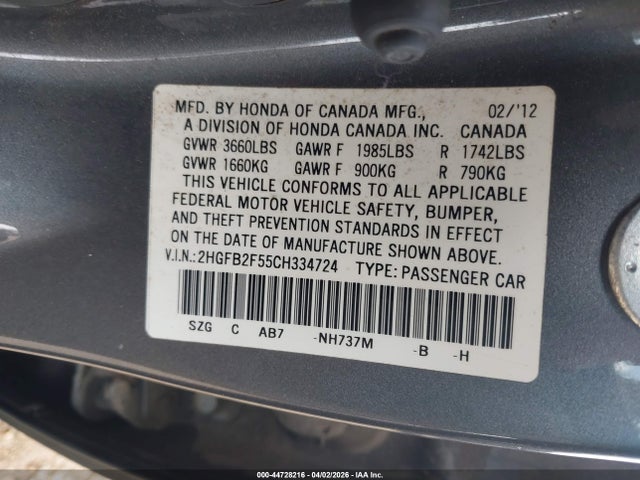 MFD. BY HONDA OF CANADA MFG., 02/'12
A DIVISION OF HONDA CANADA INC. CANADA
GVWR 3660LBS GAWR F 1985LBS R 1742LBS
GVWR 1660KG GAWR F 900KG R 790KG
THIS VEHICLE CONFORMS TO ALL APPLICABLE
FEDERAL MOTOR VEHICLE SAFETY, BUMPER,
AND THEFT PREVENTION STANDARDS IN EFFECT
ON THE DATE OF MANUFACTURE SHOWN ABOVE.
V.I.N.: 2HGFB2F55CH334724 TYPE: PASSENGER CAR
SZG C AB7 -NH737M -B -H
000-44728216 - 04/02/2026 - IAA Inc.